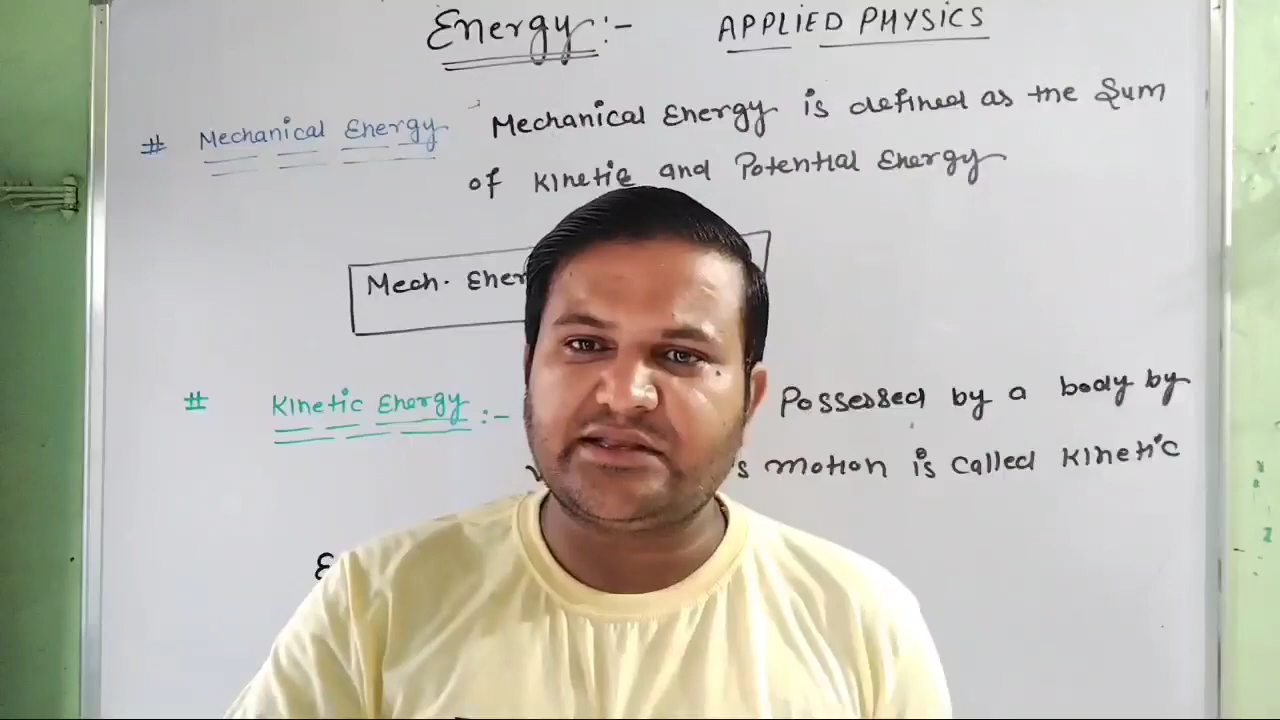 Energy:- APPLIED PHYSICS
# Mechanical Energy Mechanical Energy is defined as the Sum
of Kinetic and Potential Energy
Mech.
# Kinetic Energy :- Possessed by a body by
motion is called Kinetic